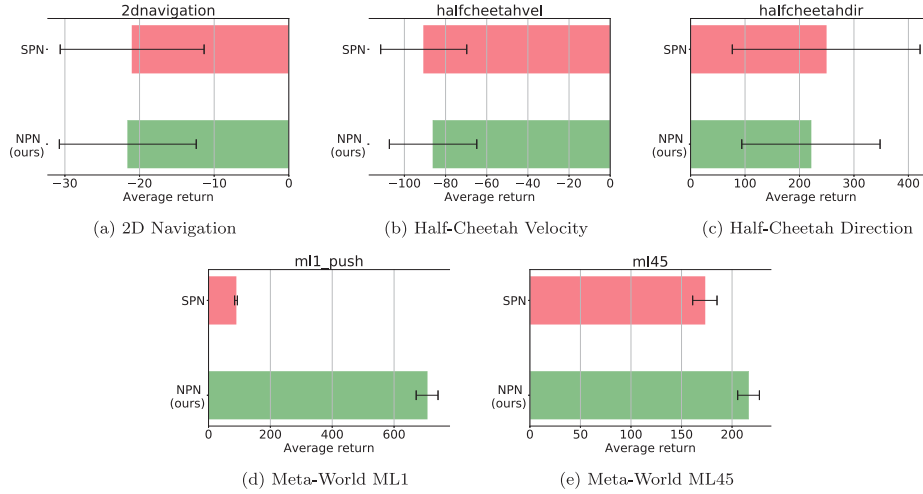 2dnavigation
SPN
NPN
(ours)
−30 −20 −10 0
Average return
(a) 2D Navigation
halfcheetahvel
SPN
NPN
(ours)
−100 −80 −60 −40 −20 0
Average return
(b) Half-Cheetah Velocity
halfcheetahdir
SPN
NPN
(ours)
0 100 200 300 400
Average return
(c) Half-Cheetah Direction
ml1_push
SPN
NPN
(ours)
0 200 400 600
Average return
(d) Meta-World ML1
ml45
SPN
NPN
(ours)
0 50 100 150 200
Average return
(e) Meta-World ML45